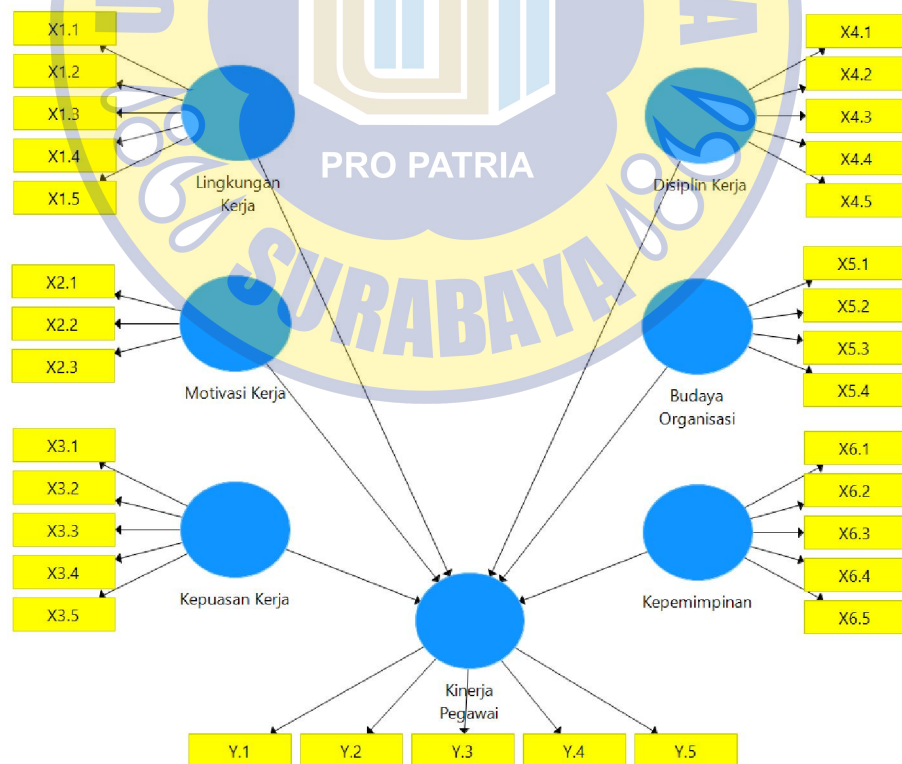 X1.1
X1.2
X1.3
X1.4
X1.5
Lingkungan
Kerja
X2.1
X2.2
X2.3
Motivasi Kerja
X3.1
X3.2
X3.3
X3.4
X3.5
Kepuasan Kerja
X4.1
X4.2
X4.3
X4.4
X4.5
Disiplin Kerja
X5.1
X5.2
X5.3
X5.4
Budaya
Organisasi
X6.1
X6.2
X6.3
X6.4
X6.5
Kepemimpinan
Kinerja
Pegawai
Y.1
Y.2
Y.3
Y.4
Y.5
PRO PATRIA
SURABAYA